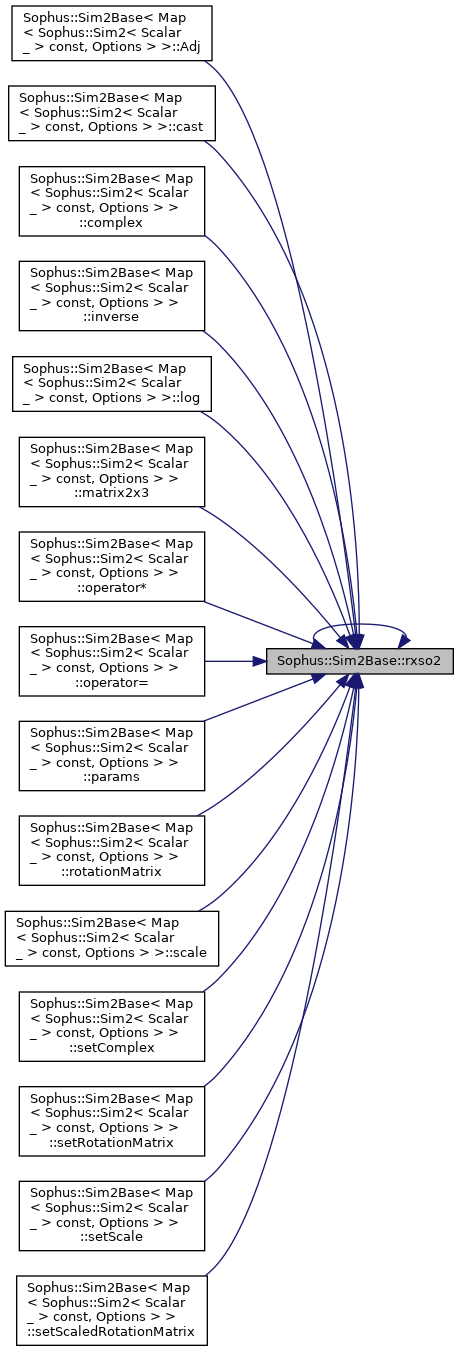 Sophus::Sim2Base< Map
< Sophus::Sim2< Scalar
_ > const, Options > >::Adj
Sophus::Sim2Base< Map
< Sophus::Sim2< Scalar
_ > const, Options > >::cast
Sophus::Sim2Base< Map
< Sophus::Sim2< Scalar
_ > const, Options > >
::complex
Sophus::Sim2Base< Map
< Sophus::Sim2< Scalar
_ > const, Options > >
::inverse
Sophus::Sim2Base< Map
< Sophus::Sim2< Scalar
_ > const, Options > >::log
Sophus::Sim2Base< Map
< Sophus::Sim2< Scalar
_ > const, Options > >
::matrix2x3
Sophus::Sim2Base< Map
< Sophus::Sim2< Scalar
_ > const, Options > >
::operator*
Sophus::Sim2Base< Map
< Sophus::Sim2< Scalar
_ > const, Options > >
::operator=
Sophus::Sim2Base::rxso2
Sophus::Sim2Base< Map
< Sophus::Sim2< Scalar
_ > const, Options > >
::params
Sophus::Sim2Base< Map
< Sophus::Sim2< Scalar
_ > const, Options > >
::rotationMatrix
Sophus::Sim2Base< Map
< Sophus::Sim2< Scalar
_ > const, Options > >::scale
Sophus::Sim2Base< Map
< Sophus::Sim2< Scalar
_ > const, Options > >
::setComplex
Sophus::Sim2Base< Map
< Sophus::Sim2< Scalar
_ > const, Options > >
::setRotationMatrix
Sophus::Sim2Base< Map
< Sophus::Sim2< Scalar
_ > const, Options > >
::setScale
Sophus::Sim2Base< Map
< Sophus::Sim2< Scalar
_ > const, Options > >
::setScaledRotationMatrix